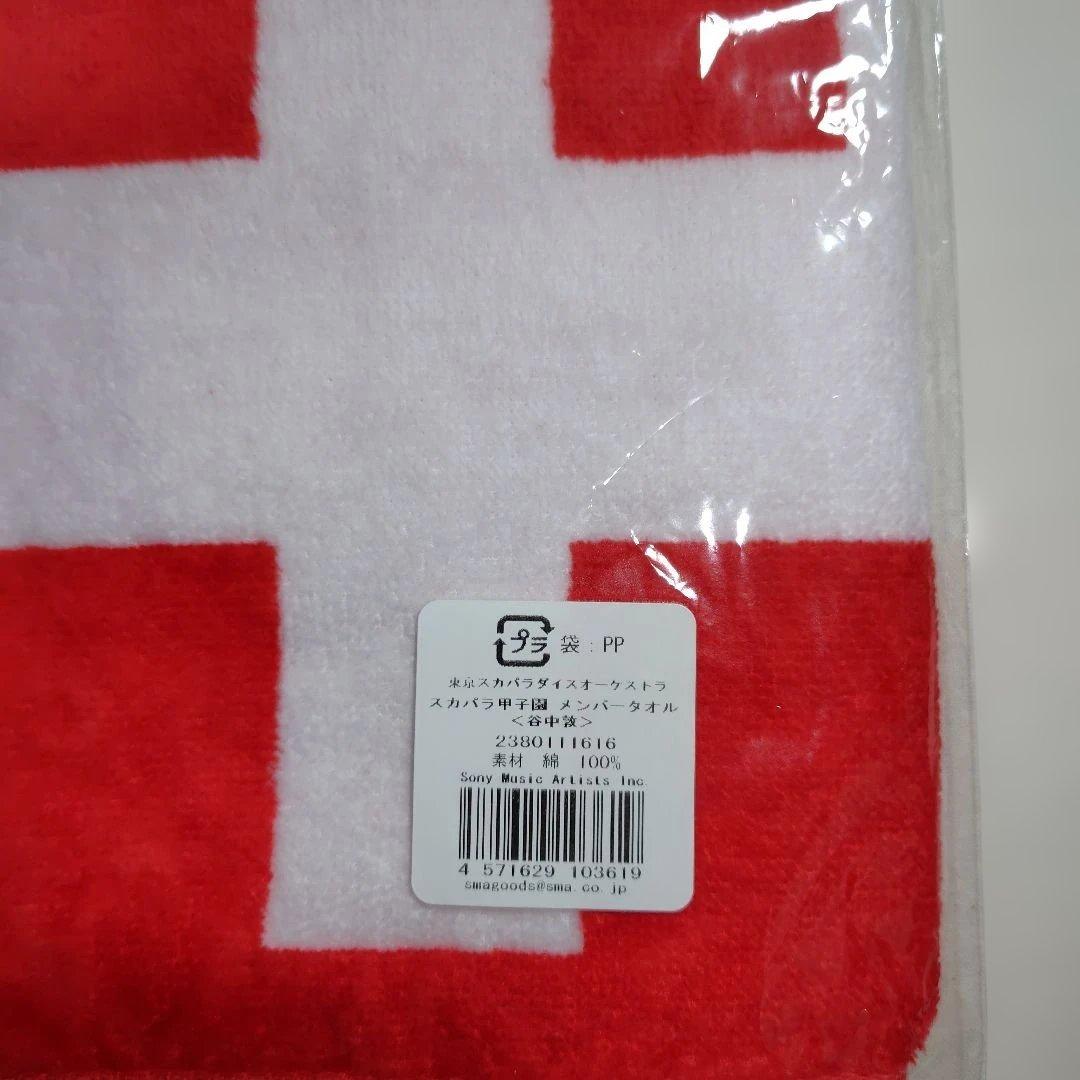 プラ 袋：PP
東京スカパラダイスオーケストラ
スカパラ甲子園 メンバータオル
＜谷中敦＞
2380111616
素材 綿 100%
Sony Music Artists Inc.
4 571629 103619
smagoods@sma.co.jp